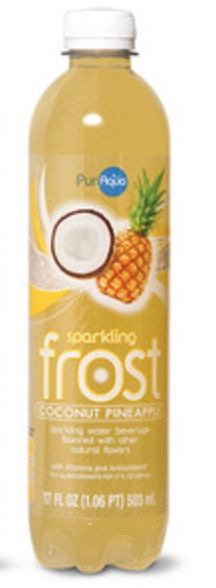 PurAqua
sparkling
frost
COCONUT PINEAPPLE
sparkling water beverage
flavored with other
natural flavors
with Vitamins and Antioxidants
17 FL OZ (1.06 PT) 503 mL